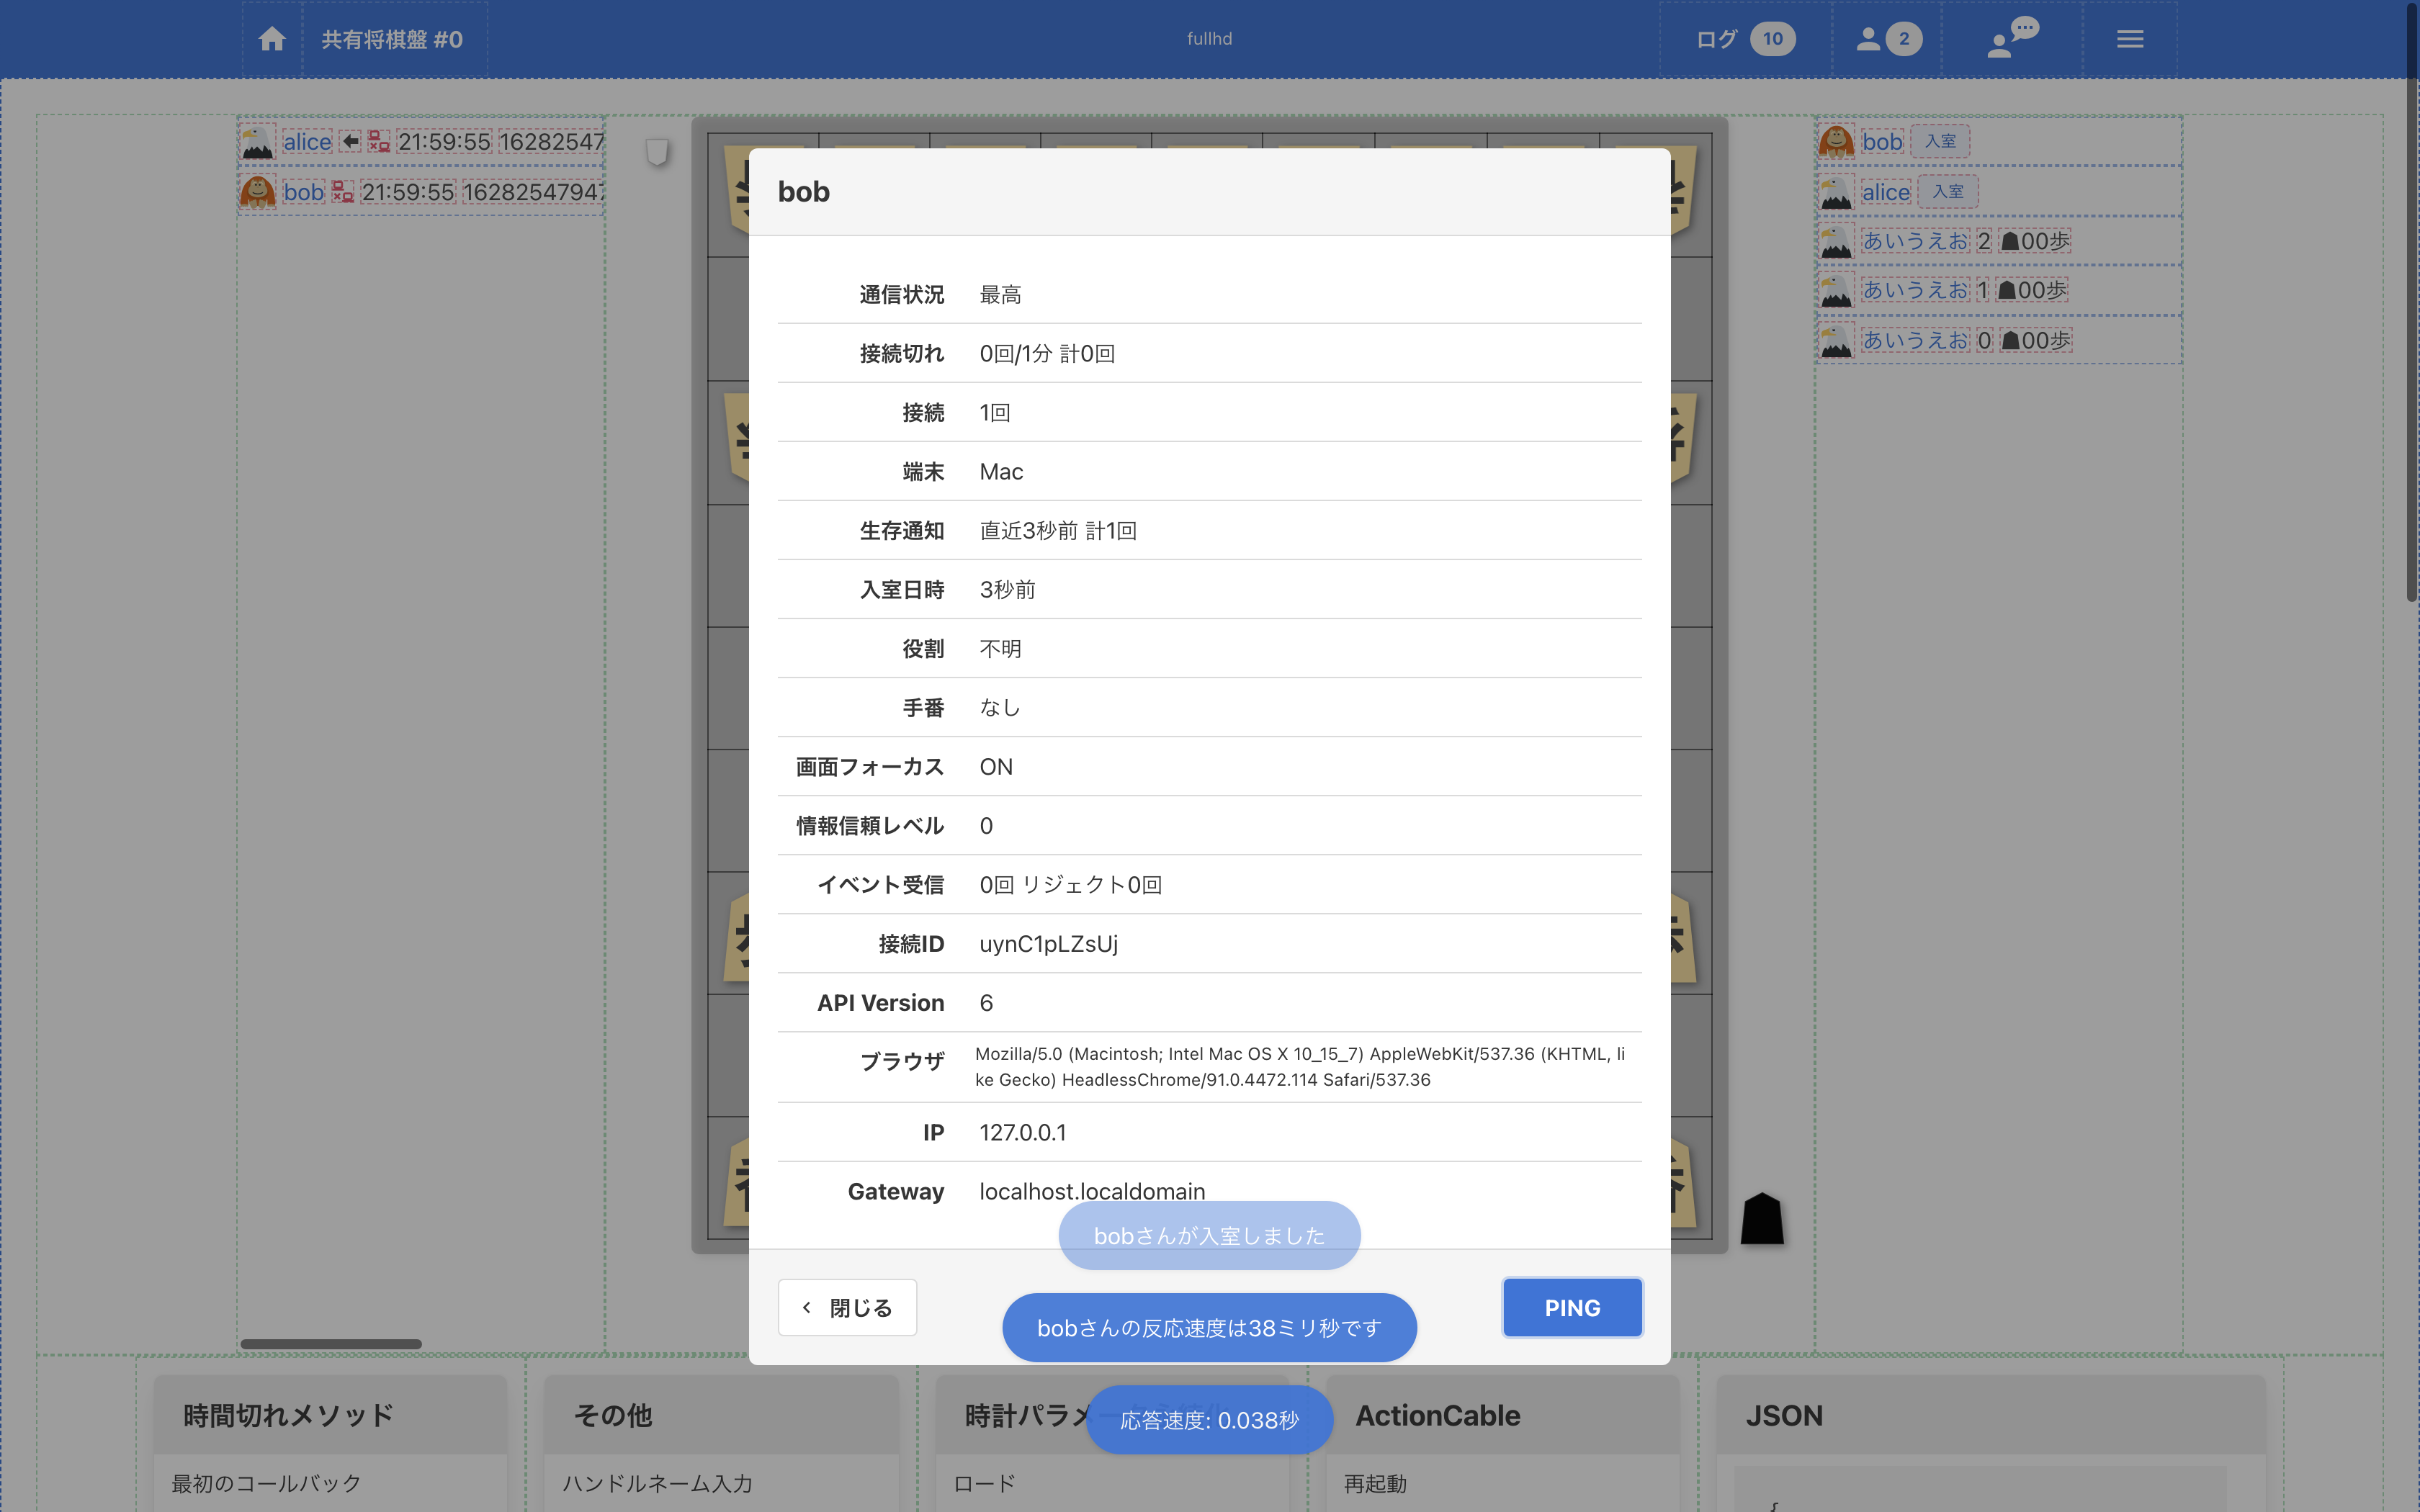 共有将棋盤 #0
fullhd
ログ 10
2
alice 21:59:55 16282547
bob 21:59:55 1628254794
bob 入室
alice 入室
あいうえお 2 ☗00歩
あいうえお 1 ☗00歩
あいうえお 0 ☗00歩
bob
通信状況 最高
接続切れ 0回/1分 計0回
接続 1回
端末 Mac
生存通知 直近3秒前 計1回
入室日時 3秒前
役割 不明
手番 なし
画面フォーカス ON
情報信頼レベル 0
イベント受信 0回 リジェクト0回
接続ID uynC1pLZsUj
API Version 6
ブラウザ Mozilla/5.0 (Macintosh; Intel Mac OS X 10_15_7) AppleWebKit/537.36 (KHTML, li
ke Gecko) HeadlessChrome/91.0.4472.114 Safari/537.36
IP 127.0.0.1
Gateway localhost.localdomain
bobさんが入室しました
閉じる
bobさんの反応速度は38ミリ秒です
PING
応答速度: 0.038秒
時間切れメソッド
その他
時計パラメ
ActionCable
JSON
最初のコールバック
ハンドルネーム入力
ロード
再起動
{